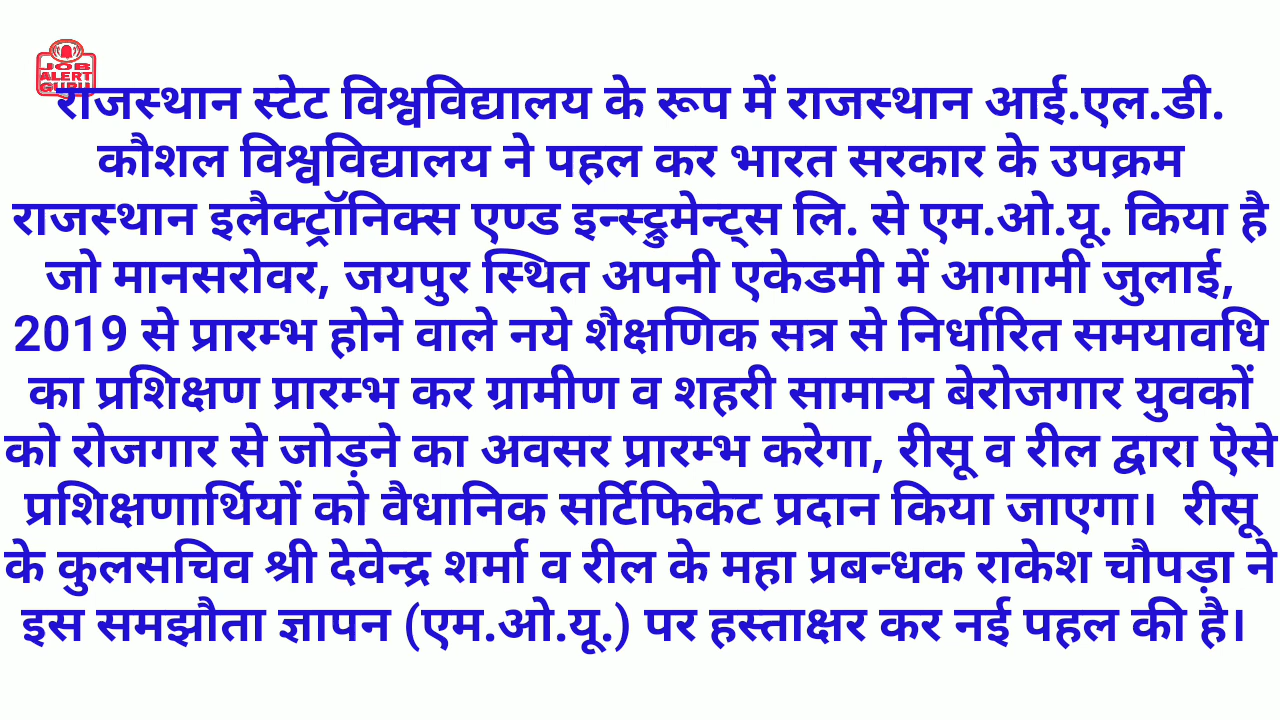 JOB
ALERT
GURU
राजस्थान स्टेट विश्वविद्यालय के रूप में राजस्थान आई.एल.डी.
कौशल विश्वविद्यालय ने पहल कर भारत सरकार के उपक्रम
राजस्थान इलैक्ट्रॉनिक्स एण्ड इन्स्ट्रुमेन्ट्स लि. से एम.ओ.यू. किया है
जो मानसरोवर, जयपुर स्थित अपनी एकेडमी में आगामी जुलाई,
2019 से प्रारम्भ होने वाले नये शैक्षणिक सत्र से निर्धारित समयावधि
का प्रशिक्षण प्रारम्भ कर ग्रामीण व शहरी सामान्य बेरोजगार युवकों
को रोजगार से जोड़ने का अवसर प्रारम्भ करेगा, रीसू व रील द्वारा ऎसे
प्रशिक्षणार्थियों को वैधानिक सर्टिफिकेट प्रदान किया जाएगा। रीसू
के कुलसचिव श्री देवेन्द्र शर्मा व रील के महा प्रबन्धक राकेश चौपड़ा ने
इस समझौता ज्ञापन (एम.ओ.यू.) पर हस्ताक्षर कर नई पहल की है।